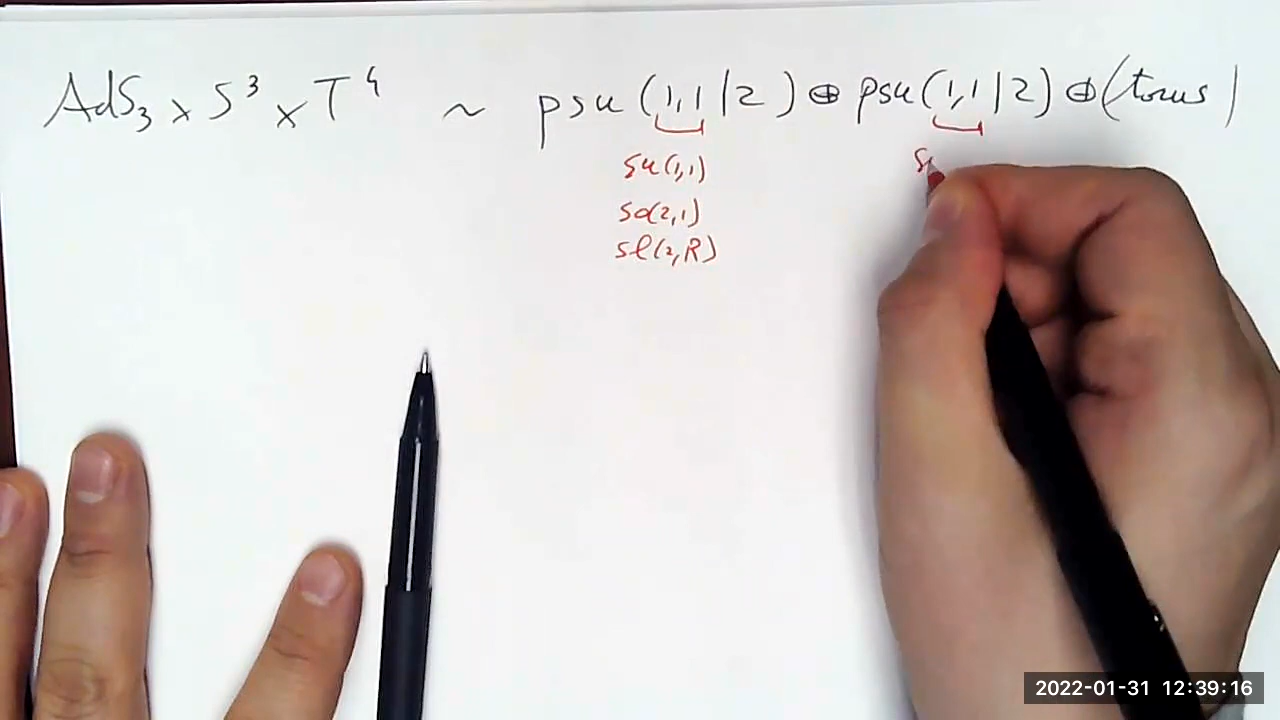 AdS₃ × S³ × T⁴ ~ psu(1,1|2) ⊕ psu(1,1|2) ⊕ (torus)
su(1,1)
so(2,1)
sl(2,R)
2022-01-31 12:39:16